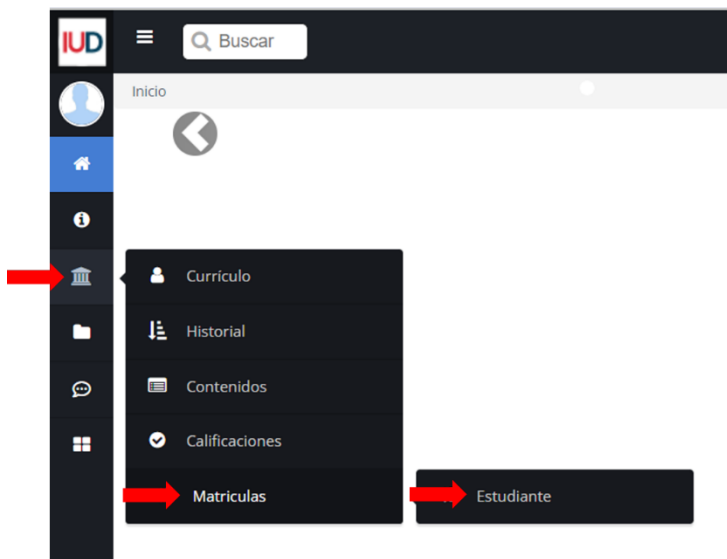 IUD
Buscar
Inicio
Currículo
Historial
Contenidos
Calificaciones
Matriculas
Estudiante